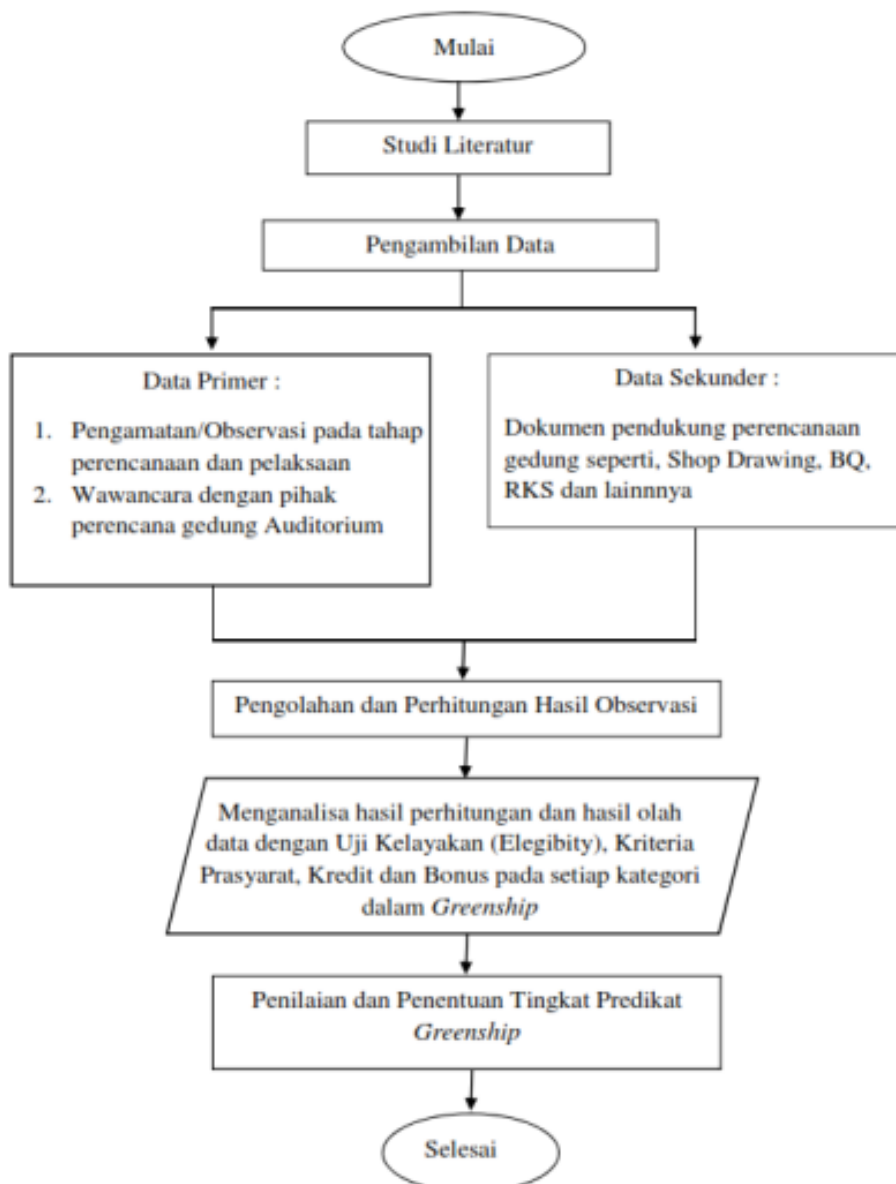 Mulai
Studi Literatur
Pengambilan Data
Data Primer :
1. Pengamatan/Observasi pada tahap
perencanaan dan pelaksaan
2. Wawancara dengan pihak
perencana gedung Auditorium
Data Sekunder :
Dokumen pendukung perencanaan
gedung seperti, Shop Drawing, BQ,
RKS dan lainnnya
Pengolahan dan Perhitungan Hasil Observasi
Menganalisa hasil perhitungan dan hasil olah
data dengan Uji Kelayakan (Elegibity), Kriteria
Prasyarat, Kredit dan Bonus pada setiap kategori
dalam Greenship
Penilaian dan Penentuan Tingkat Predikat
Greenship
Selesai